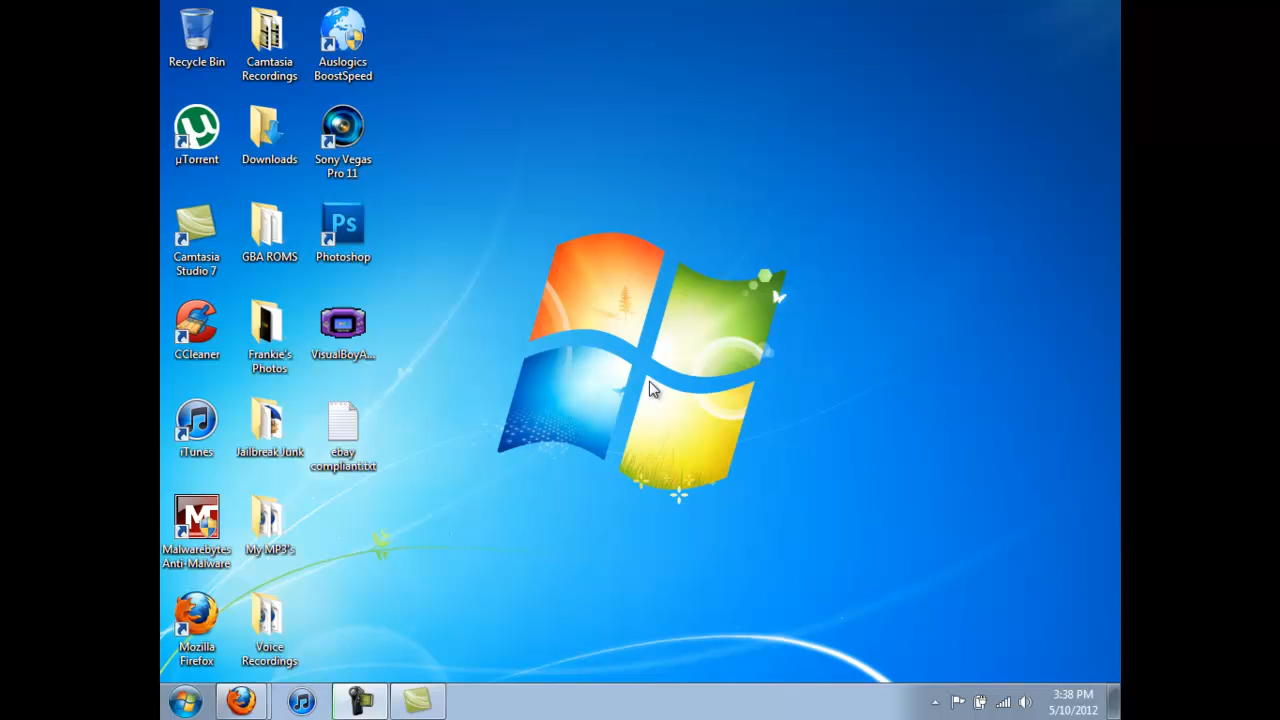 Recycle Bin
Camtasia
Recordings
Auslogics
BoostSpeed
µTorrent
Downloads
Sony Vegas
Pro 11
Camtasia
Studio 7
GBA ROMS
Ps
Photoshop
CCleaner
Frankie's
Photos
VisualBoyA...
iTunes
Jailbreak Junk
ebay
compliant.txt
Malwarebytes
Anti-Malware
My MP3's
Mozilla
Firefox
Voice
Recordings
3:38 PM
5/10/2012